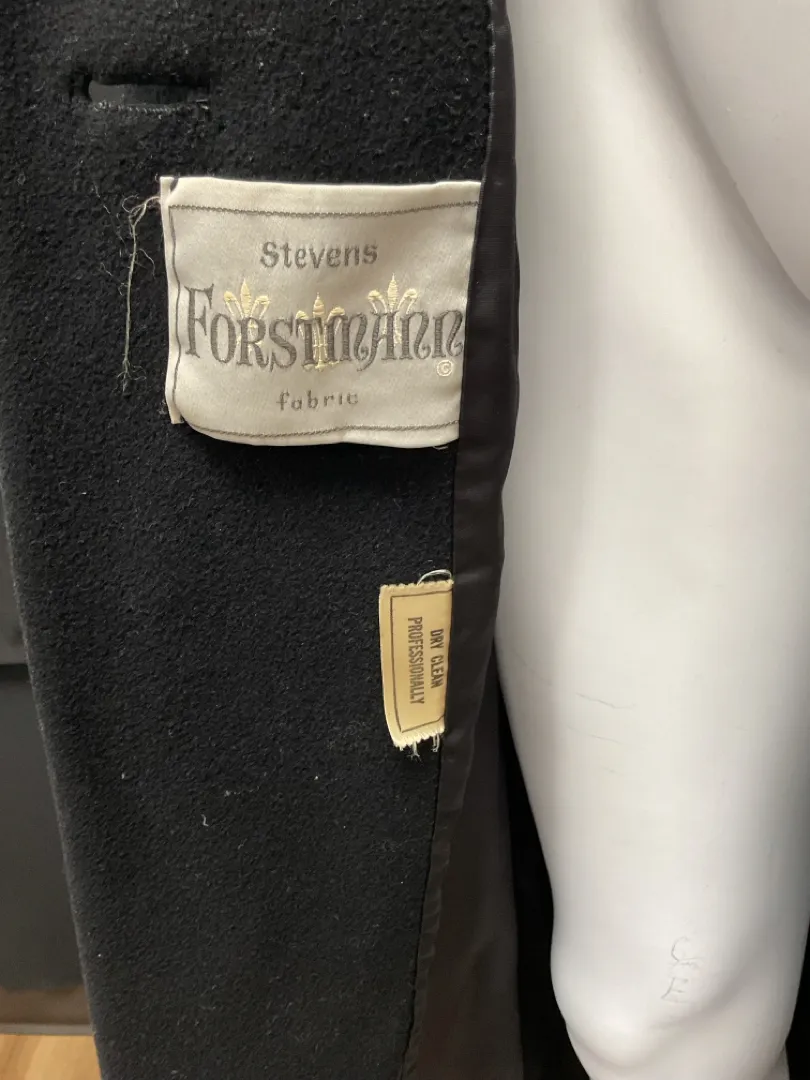 Stevens
FORSTMANN
©
fabric
DRY CLEAN
PROFESSIONALLY